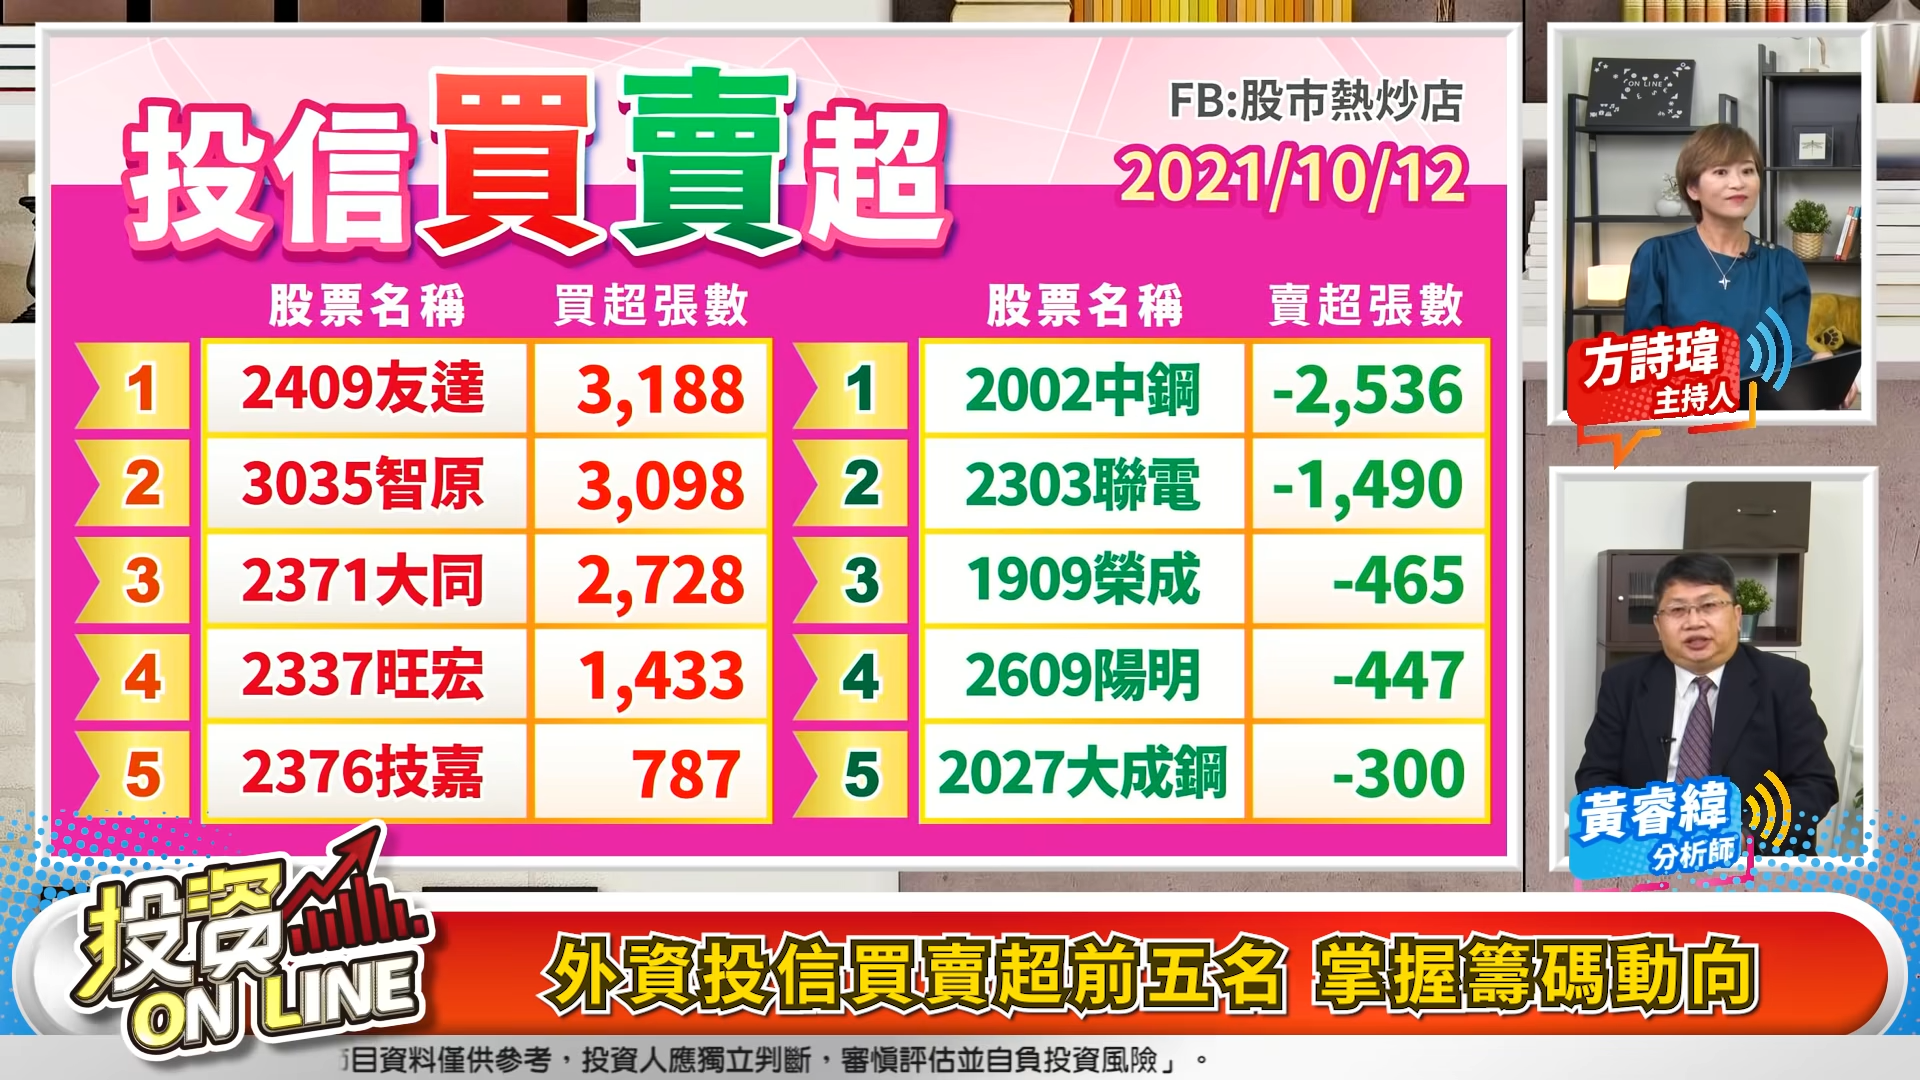 投信買賣超
FB:股市熱炒店
2021/10/12
股票名稱 買超張數
1 2409友達 3,188
2 3035智原 3,098
3 2371大同 2,728
4 2337旺宏 1,433
5 2376技嘉 787
股票名稱 賣超張數
1 2002中鋼 -2,536
2 2303聯電 -1,490
3 1909榮成 -465
4 2609陽明 -447
5 2027大成鋼 -300
ON LINE
方詩瑋
主持人
黃睿緯
分析師
投資
ON LINE
外資投信買賣超前五名 掌握籌碼動向
目資料僅供參考，投資人應獨立判斷，審慎評估並自負投資風險」。